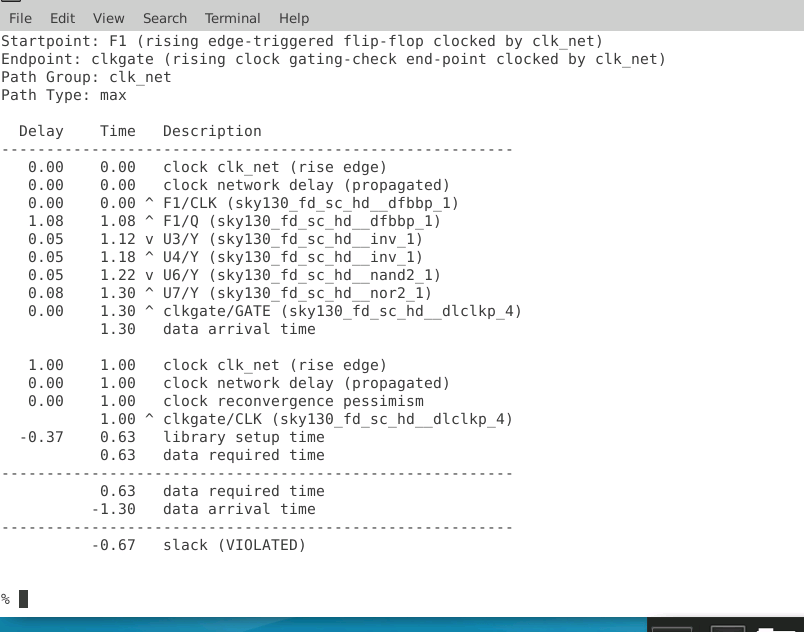 File Edit View Search Terminal Help
Startpoint: F1 (rising edge-triggered flip-flop clocked by clk_net)
Endpoint: clkgate (rising clock gating-check end-point clocked by clk_net)
Path Group: clk_net
Path Type: max
  Delay    Time   Description
---------------------------------------------------------
   0.00    0.00   clock clk_net (rise edge)
   0.00    0.00   clock network delay (propagated)
   0.00    0.00 ^ F1/CLK (sky130_fd_sc_hd__dfbbp_1)
   1.08    1.08 ^ F1/Q (sky130_fd_sc_hd__dfbbp_1)
   0.05    1.12 v U3/Y (sky130_fd_sc_hd__inv_1)
   0.05    1.18 ^ U4/Y (sky130_fd_sc_hd__inv_1)
   0.05    1.22 v U6/Y (sky130_fd_sc_hd__nand2_1)
   0.08    1.30 ^ U7/Y (sky130_fd_sc_hd__nor2_1)
   0.00    1.30 ^ clkgate/GATE (sky130_fd_sc_hd__dlclkp_4)
           1.30   data arrival time
   1.00    1.00   clock clk_net (rise edge)
   0.00    1.00   clock network delay (propagated)
   0.00    1.00   clock reconvergence pessimism
           1.00 ^ clkgate/CLK (sky130_fd_sc_hd__dlclkp_4)
  -0.37    0.63   library setup time
           0.63   data required time
---------------------------------------------------------
           0.63   data required time
          -1.30   data arrival time
---------------------------------------------------------
          -0.67   slack (VIOLATED)
%